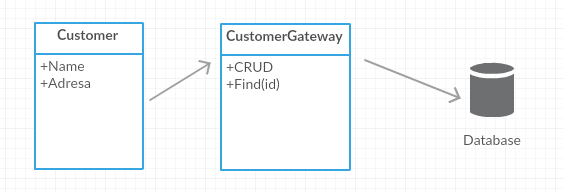 Customer
+Name
+Adresa
CustomerGateway
+CRUD
+Find(id)
Database